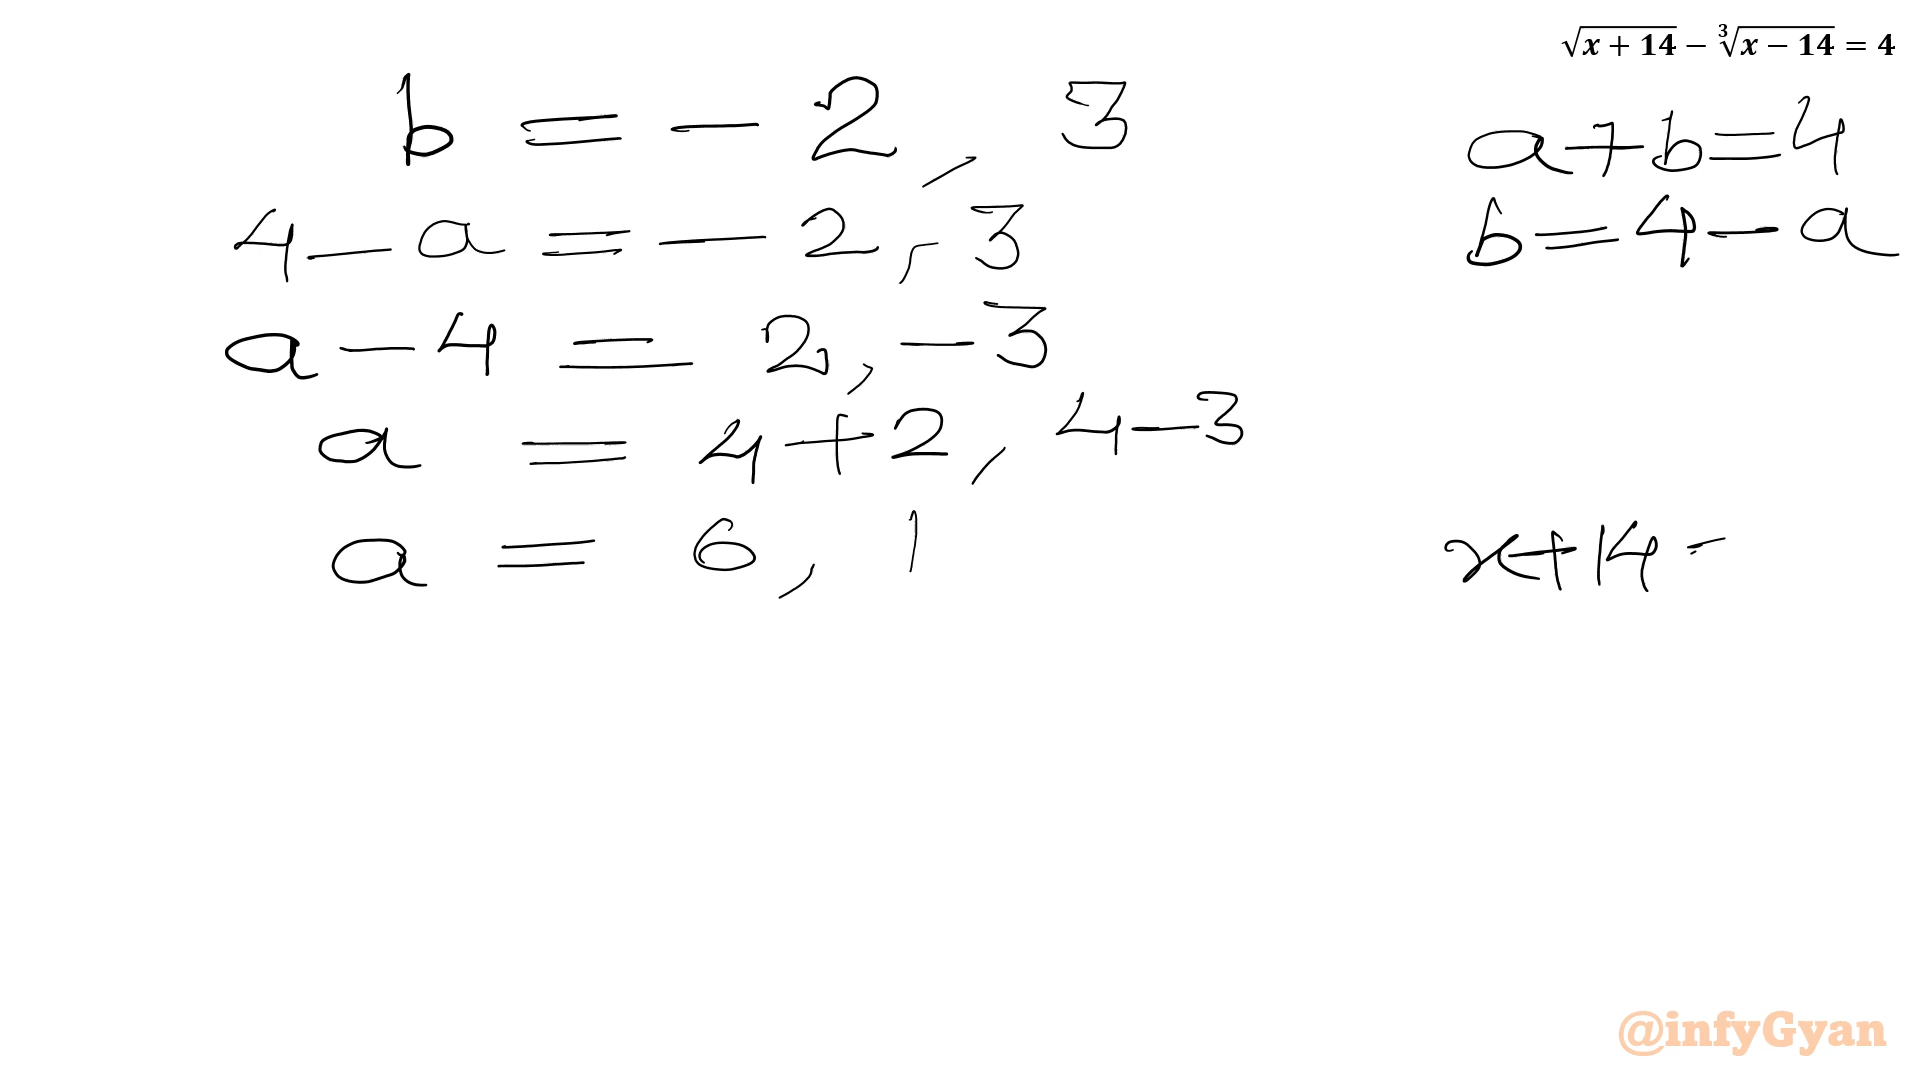 √(x + 14) − ∛(x − 14) = 4
b = - 2, 3
a + b = 4
4 - a = - 2, 3
b = 4 - a
a - 4 = 2, - 3
a = 4 + 2, 4 - 3
a = 6, 1
x + 14 =
@infyGyan